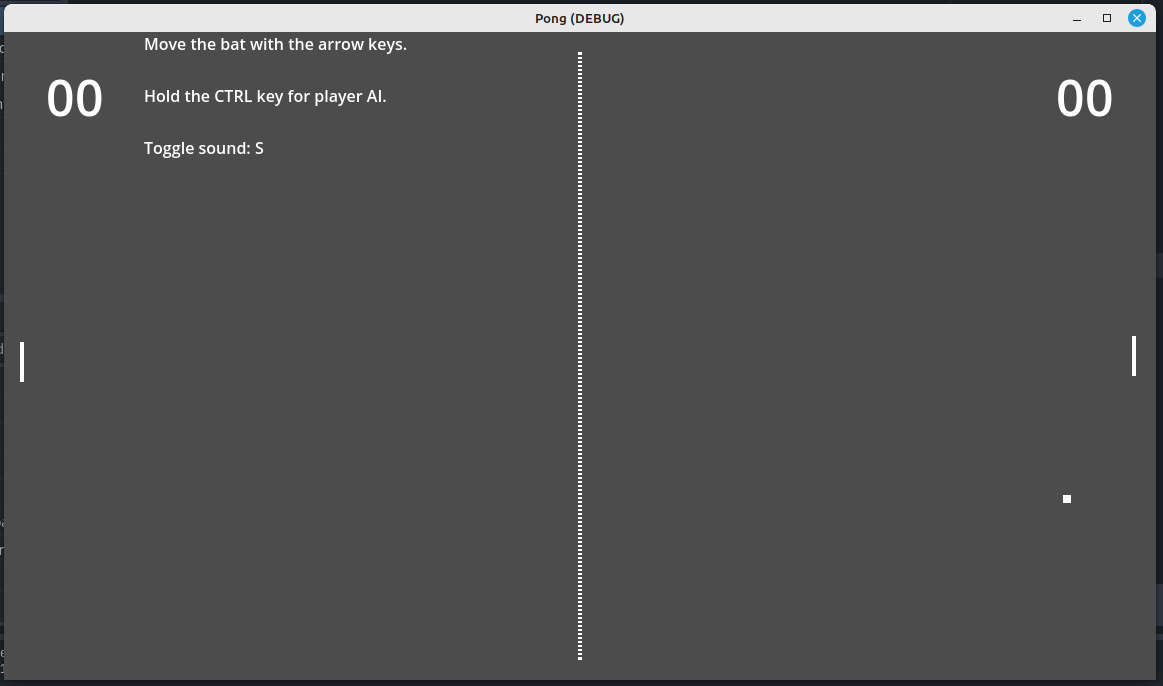 Pong (DEBUG)
Move the bat with the arrow keys.
00
00
Hold the CTRL key for player AI.
Toggle sound: S